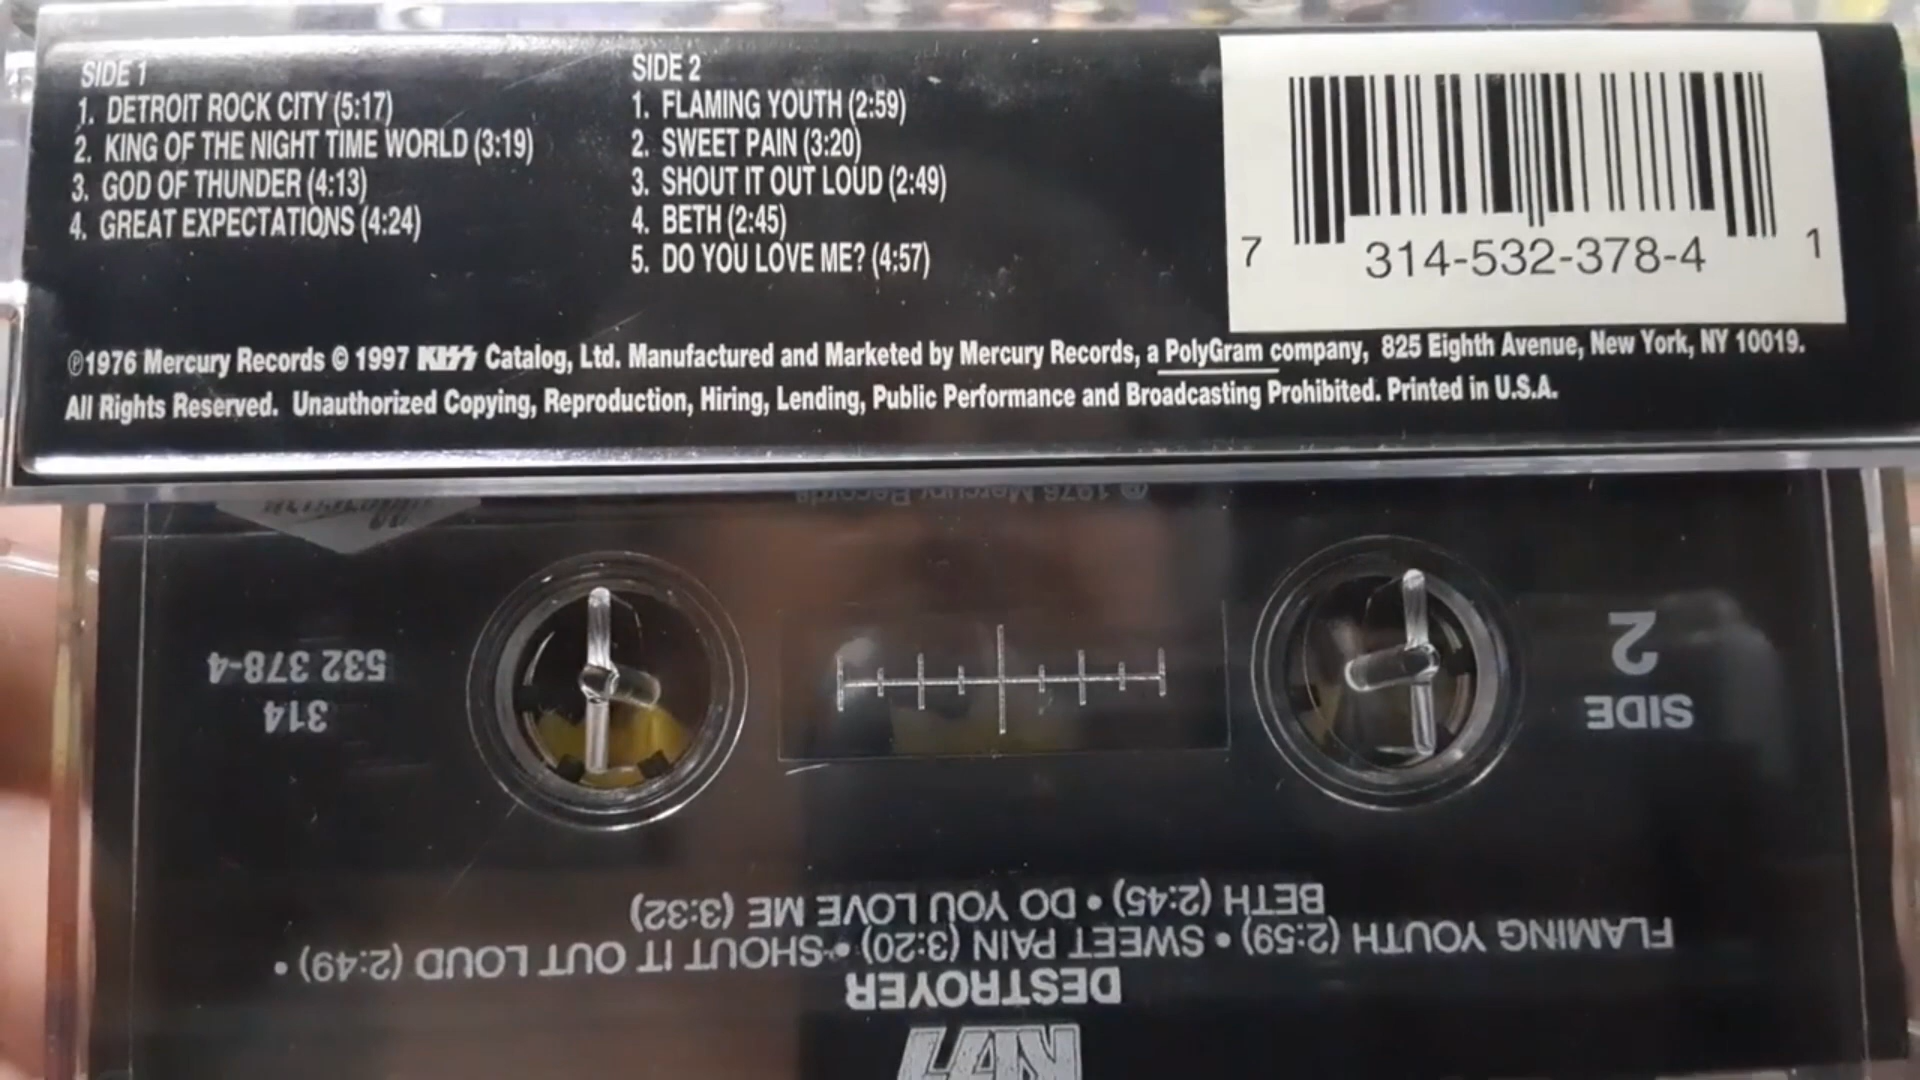 SIDE 1
1. DETROIT ROCK CITY (5:17)
2. KING OF THE NIGHT TIME WORLD (3:19)
3. GOD OF THUNDER (4:13)
4. GREAT EXPECTATIONS (4:24)
SIDE 2
1. FLAMING YOUTH (2:59)
2. SWEET PAIN (3:20)
3. SHOUT IT OUT LOUD (2:49)
4. BETH (2:45)
5. DO YOU LOVE ME? (4:57)
7 314-532-378-4 1
℗1976 Mercury Records © 1997 KISS Catalog, Ltd. Manufactured and Marketed by Mercury Records, a PolyGram company, 825 Eighth Avenue, New York, NY 10019.
All Rights Reserved. Unauthorized Copying, Reproduction, Hiring, Lending, Public Performance and Broadcasting Prohibited. Printed in U.S.A.
KISS
DESTROYER
FLAMING YOUTH (2:59) • SWEET PAIN (3:20) • SHOUT IT OUT LOUD (2:49) •
BETH (2:45) • DO YOU LOVE ME (3:32)
SIDE
2
314
532 378-4
℗ 1976 Mercury Records